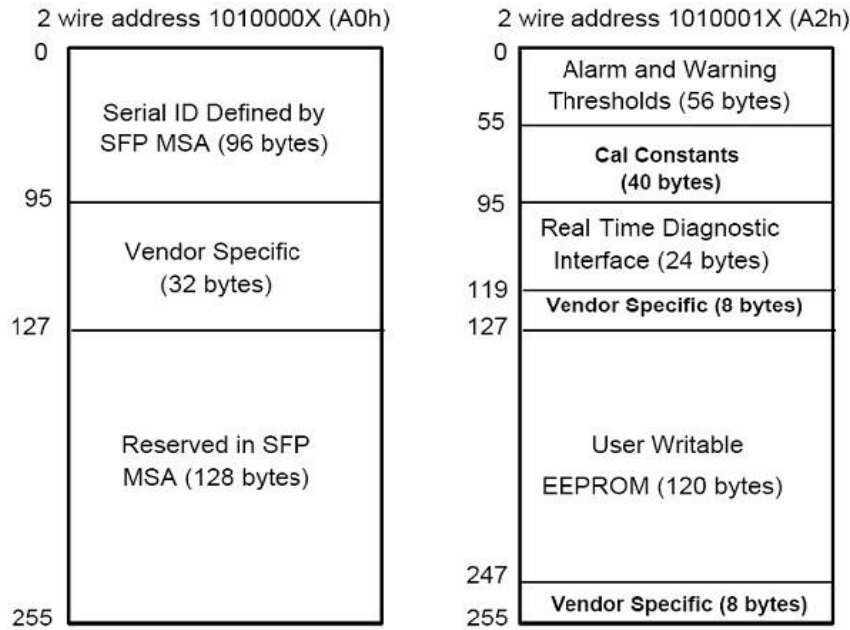 2 wire address 1010000X (A0h)
0
Serial ID Defined by
SFP MSA (96 bytes)
95
Vendor Specific
(32 bytes)
127
Reserved in SFP
MSA (128 bytes)
255
2 wire address 1010001X (A2h)
0
Alarm and Warning
Thresholds (56 bytes)
55
Cal Constants
(40 bytes)
95
Real Time Diagnostic
Interface (24 bytes)
119
Vendor Specific (8 bytes)
127
User Writable
EEPROM (120 bytes)
247
Vendor Specific (8 bytes)
255